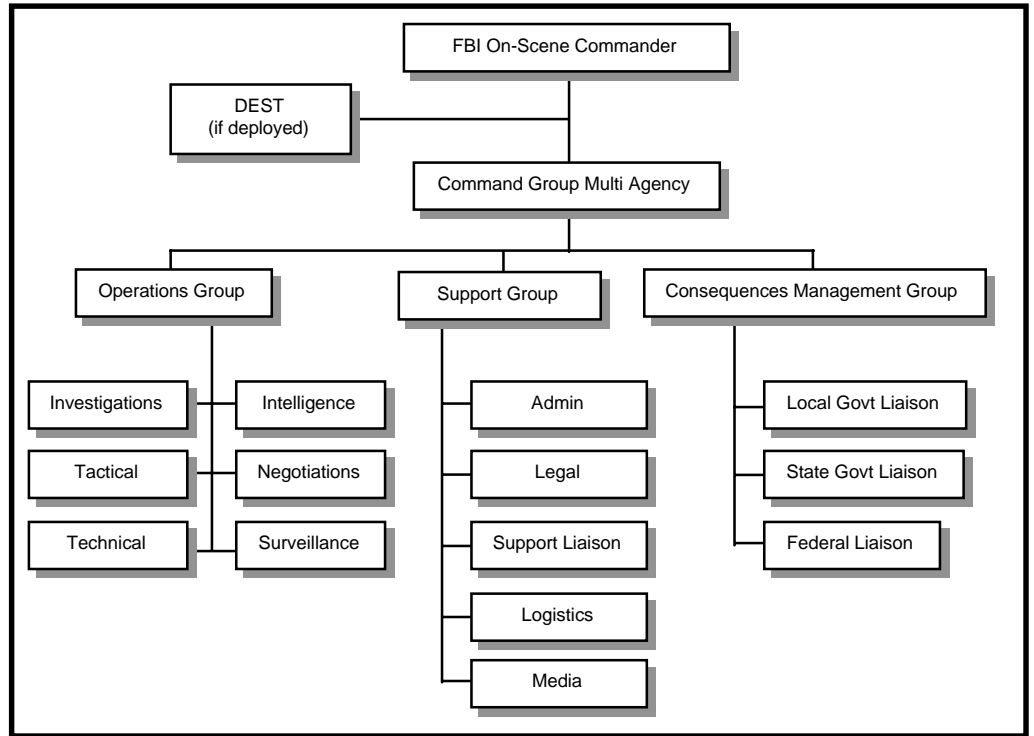 FBI On-Scene Commander
DEST
(if deployed)
Command Group Multi Agency
Operations Group
Support Group
Consequences Management Group
Investigations
Intelligence
Tactical
Negotiations
Technical
Surveillance
Admin
Legal
Support Liaison
Logistics
Media
Local Govt Liaison
State Govt Liaison
Federal Liaison